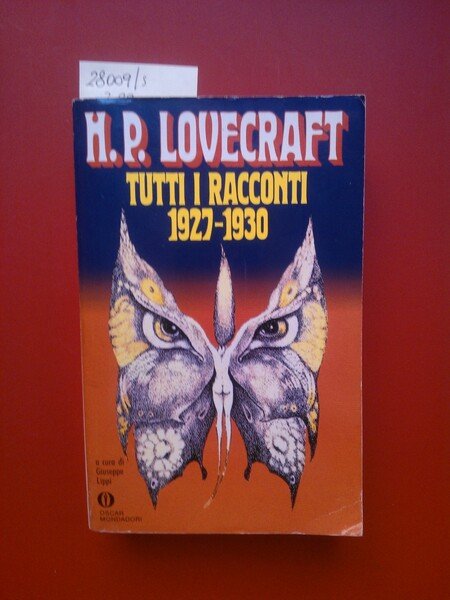 28009/s
H.P. LOVECRAFT
TUTTI I RACCONTI
1927-1930
a cura di
Giuseppe
Lippi
OSCAR
MONDADORI